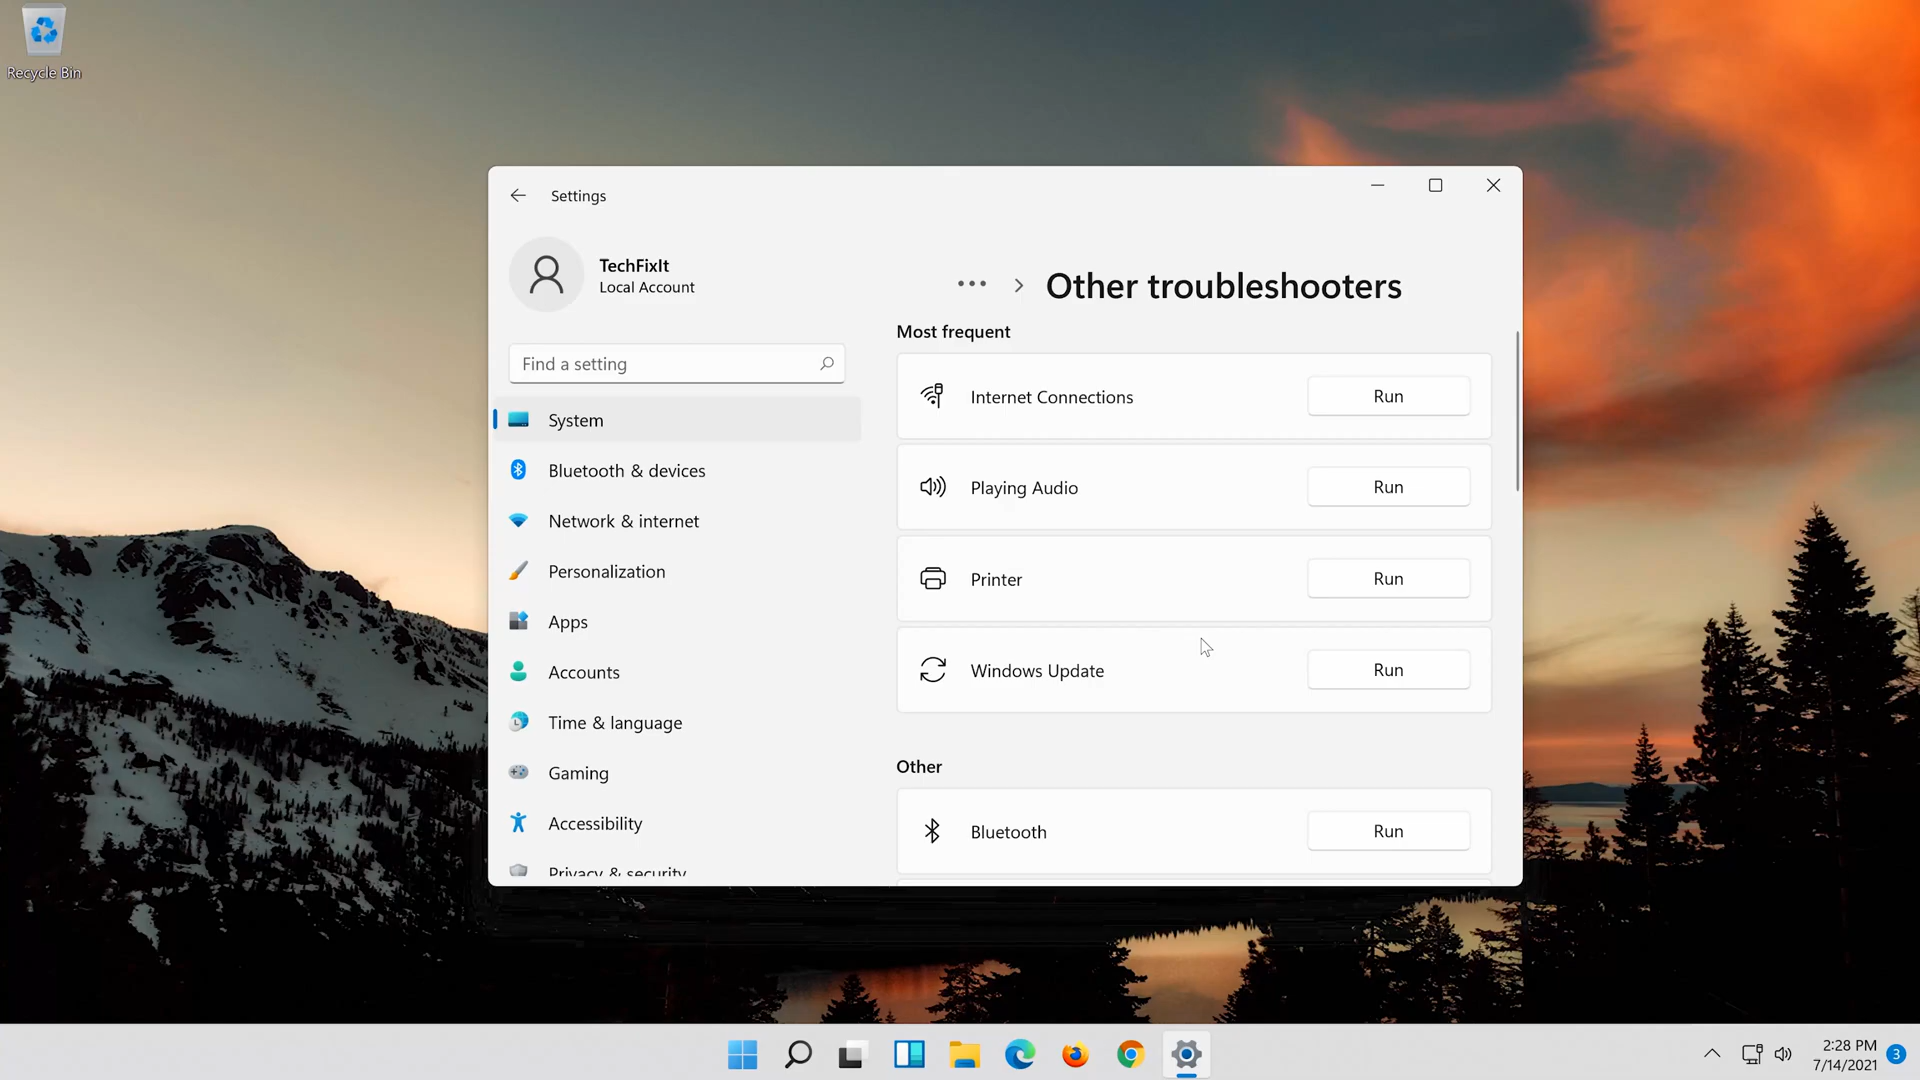 Recycle Bin
Settings
TechFixIt
Local Account
Find a setting
System
Bluetooth & devices
Network & internet
Personalization
Apps
Accounts
Time & language
Gaming
Accessibility
Privacy & security
Other troubleshooters
Most frequent
Internet Connections Run
Playing Audio Run
Printer Run
Windows Update Run
Other
Bluetooth Run
2:28 PM
7/14/2021
3